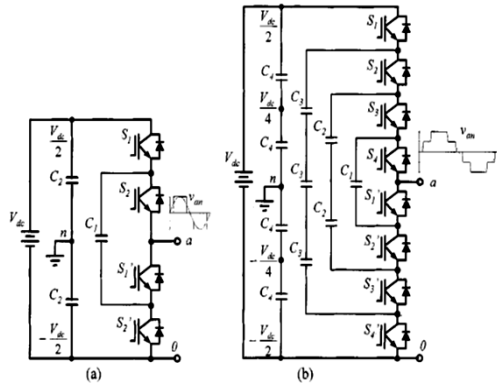 V_dc/2
C_2
n
V_dc
C_2
-V_dc/2
C_1
S_1
S_2
v_an
a
S_1'
S_2'
0
(a)
V_dc/2
C_4
V_dc/4
C_4
n
V_dc
C_4
-V_dc/4
C_4
-V_dc/2
C_3
C_3
C_3
C_2
C_2
C_1
S_1
S_2
S_3
S_4
v_an
a
S_1'
S_2'
S_3'
S_4'
0
(b)